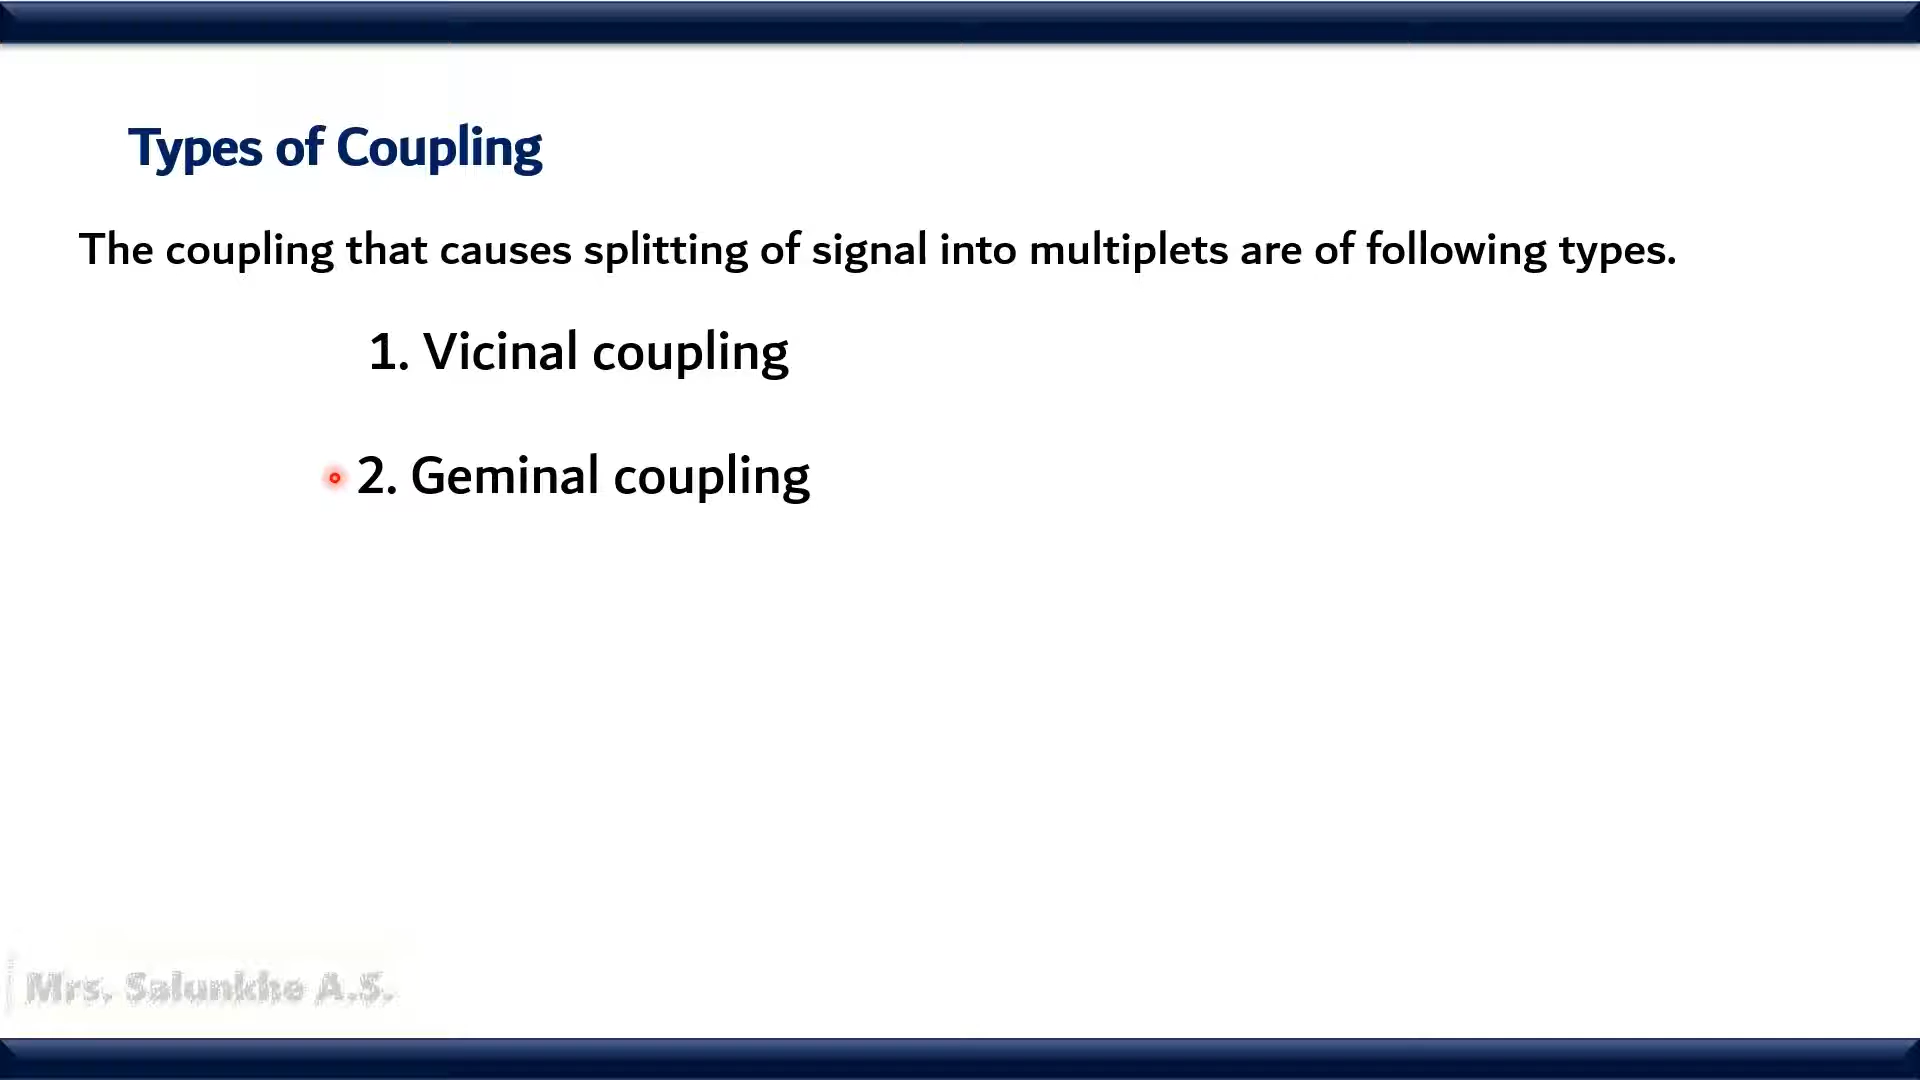 Types of Coupling
The coupling that causes splitting of signal into multiplets are of following types.
1. Vicinal coupling
2. Geminal coupling
Mrs. Salunkhe A.S.